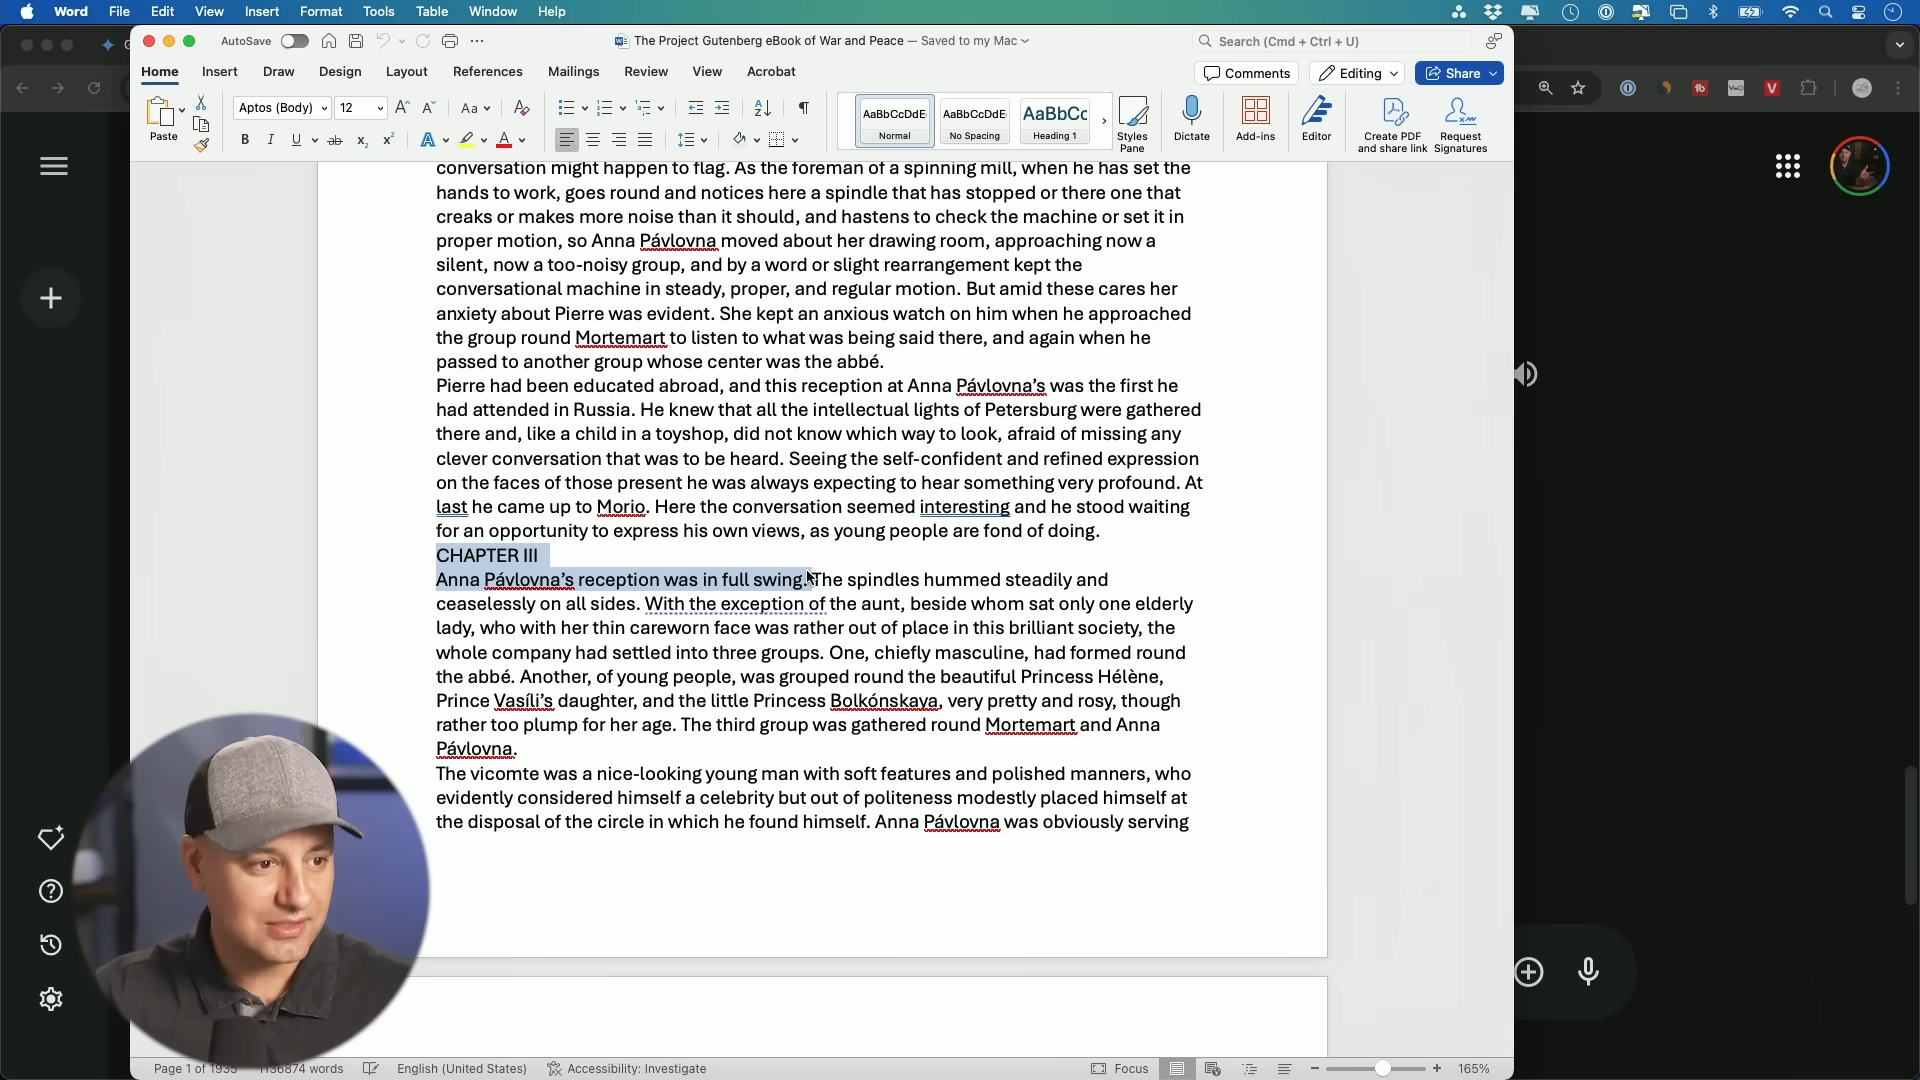 Word File Edit View Insert Format Tools Table Window Help
AutoSave
The Project Gutenberg eBook of War and Peace — Saved to my Mac
Search (Cmd + Ctrl + U)
Home Insert Draw Design Layout References Mailings Review View Acrobat
Comments Editing Share
Paste
Aptos (Body) 12
Aa
AaBbCcDdE AaBbCcDdE AaBbCc
Normal No Spacing Heading 1
Styles Pane
Dictate
Add-ins
Editor
Create PDF and share link
Request Signatures
conversation might happen to flag. As the foreman of a spinning mill, when he has set the
hands to work, goes round and notices here a spindle that has stopped or there one that
creaks or makes more noise than it should, and hastens to check the machine or set it in
proper motion, so Anna Pávlovna moved about her drawing room, approaching now a
silent, now a too-noisy group, and by a word or slight rearrangement kept the
conversational machine in steady, proper, and regular motion. But amid these cares her
anxiety about Pierre was evident. She kept an anxious watch on him when he approached
the group round Mortemart to listen to what was being said there, and again when he
passed to another group whose center was the abbé.
Pierre had been educated abroad, and this reception at Anna Pávlovna’s was the first he
had attended in Russia. He knew that all the intellectual lights of Petersburg were gathered
there and, like a child in a toyshop, did not know which way to look, afraid of missing any
clever conversation that was to be heard. Seeing the self-confident and refined expression
on the faces of those present he was always expecting to hear something very profound. At
last he came up to Morio. Here the conversation seemed interesting and he stood waiting
for an opportunity to express his own views, as young people are fond of doing.
CHAPTER III
Anna Pávlovna’s reception was in full swing. The spindles hummed steadily and
ceaselessly on all sides. With the exception of the aunt, beside whom sat only one elderly
lady, who with her thin careworn face was rather out of place in this brilliant society, the
whole company had settled into three groups. One, chiefly masculine, had formed round
the abbé. Another, of young people, was grouped round the beautiful Princess Hélène,
Prince Vasíli’s daughter, and the little Princess Bolkónskaya, very pretty and rosy, though
rather too plump for her age. The third group was gathered round Mortemart and Anna
Pávlovna.
The vicomte was a nice-looking young man with soft features and polished manners, who
evidently considered himself a celebrity but out of politeness modestly placed himself at
the disposal of the circle in which he found himself. Anna Pávlovna was obviously serving
Page 1 of 1935 1136874 words English (United States) Accessibility: Investigate Focus 165%